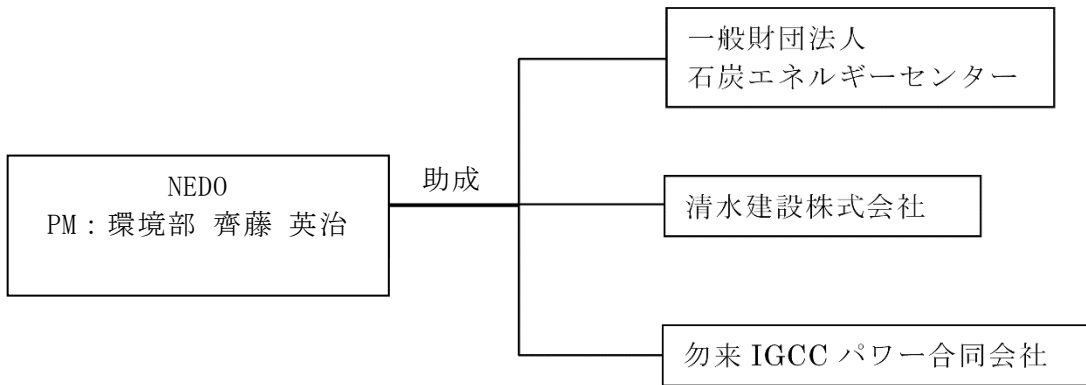 NEDO
PM：環境部 齊藤 英治
助成
一般財団法人
石炭エネルギーセンター
清水建設株式会社
勿来 IGCC パワー合同会社